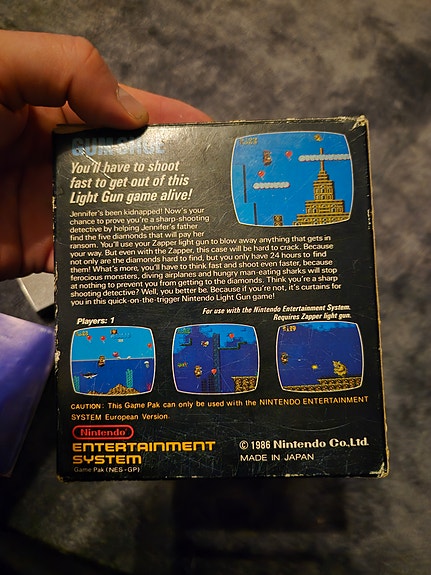 GUMSHOE
You'll have to shoot
fast to get out of this
Light Gun game alive!
Jennifer's been kidnapped! Now's your
chance to prove you're a sharp-shooting
detective by helping Jennifer's father
find the five diamonds that will pay her
ransom. You'll use your Zapper light gun to blow away anything that gets in
your way. But even with the Zapper, this case will be hard to crack. Because
not only are the diamonds hard to find, but you only have 24 hours to find
them! What's more, you'll have to think fast and shoot even faster, because
ferocious monsters, diving airplanes and hungry man-eating sharks will stop
at nothing to prevent you from getting to the diamonds. Think you're a sharp
shooting detective? Well, you better be. Because if you're not, it's curtains for
you in this quick-on-the-trigger Nintendo Light Gun game!
For use with the Nintendo Entertainment System.
Players: 1
Requires Zapper light gun.
CAUTION: This Game Pak can only be used with the NINTENDO ENTERTAINMENT
SYSTEM European Version.
Nintendo
ENTERTAINMENT
SYSTEM
Game Pak (NES-GP)
© 1986 Nintendo Co., Ltd.
MADE IN JAPAN